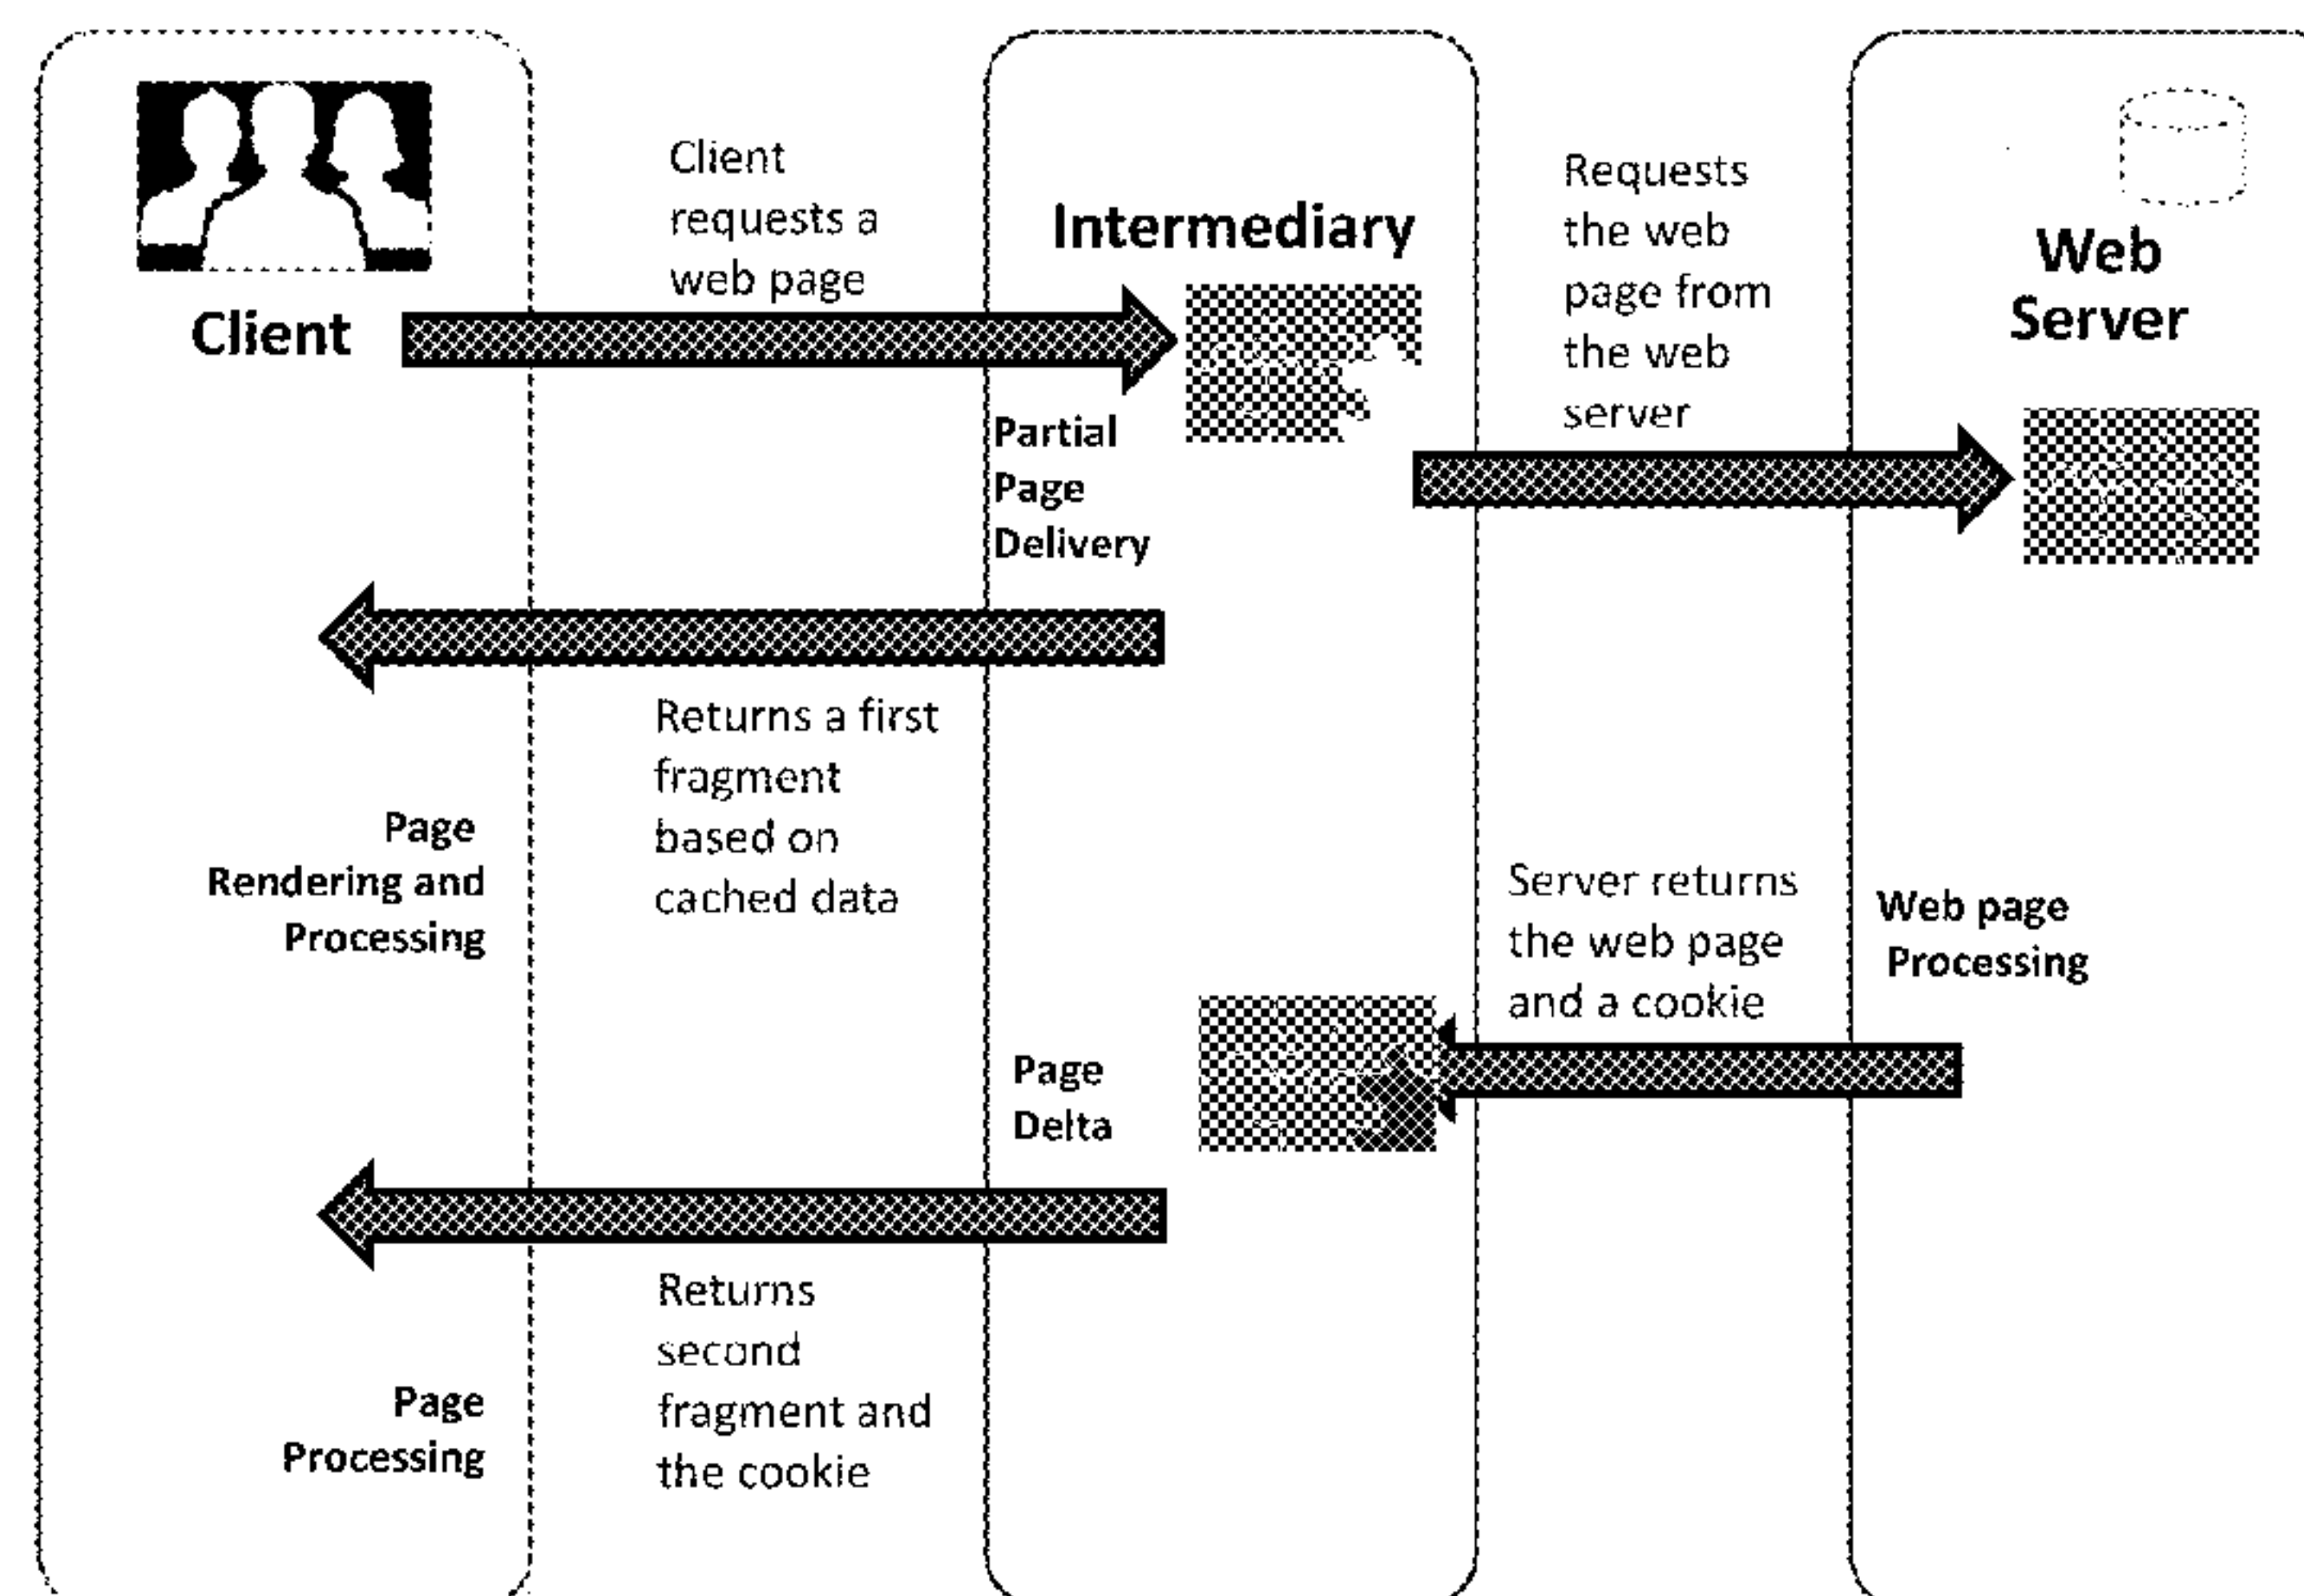 Client
Client
requests a
web page
Intermediary
Requests
the web
page from
the web
server
Web
Server
Partial
Page
Delivery
Returns a first
fragment
based on
cached data
Page
Rendering and
Processing
Server returns
the web page
and a cookie
Web page
Processing
Page
Delta
Returns
second
fragment and
the cookie
Page
Processing